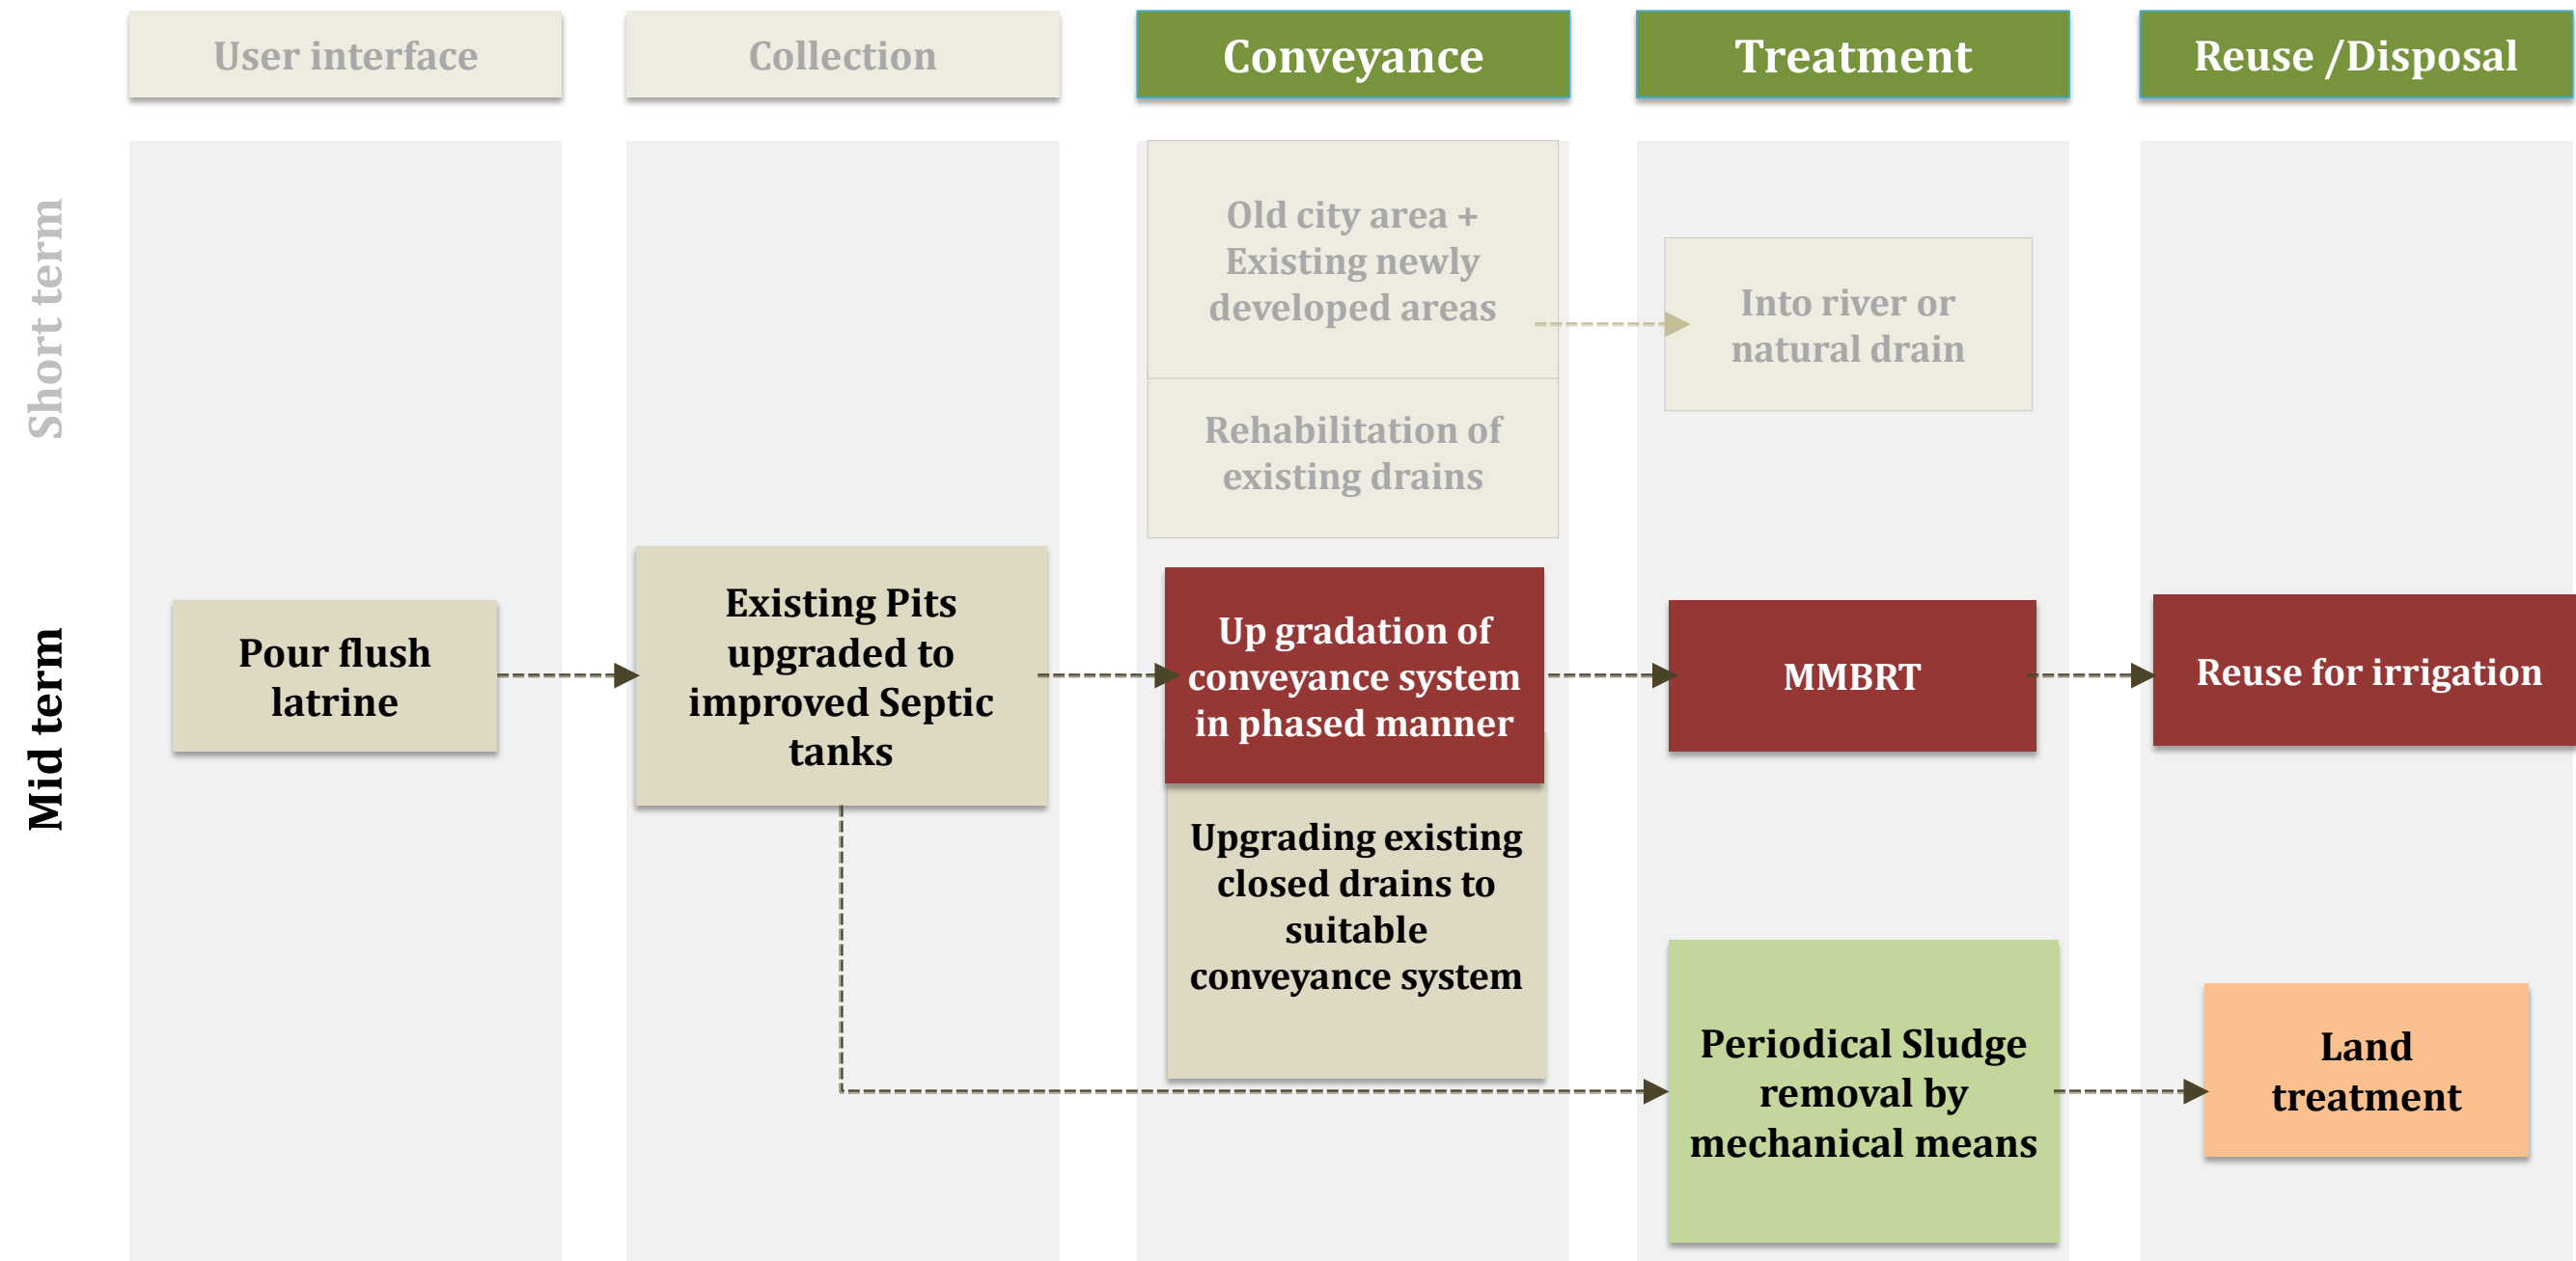 User interface
Collection
Conveyance
Treatment
Reuse /Disposal
Short term
Old city area +
Existing newly
developed areas
Rehabilitation of
existing drains
Into river or
natural drain
Mid term
Pour flush
latrine
Existing Pits
upgraded to
improved Septic
tanks
Up gradation of
conveyance system
in phased manner
Upgrading existing
closed drains to
suitable
conveyance system
MMBRT
Reuse for irrigation
Periodical Sludge
removal by
mechanical means
Land
treatment